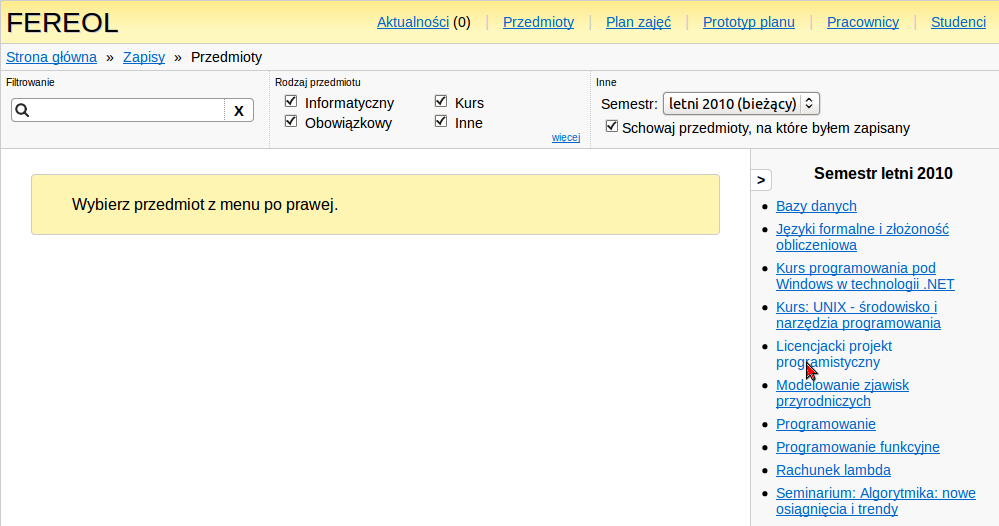 FEREOL
Aktualności (0) | Przedmioty | Plan zajęć | Prototyp planu | Pracownicy | Studenci
Strona główna » Zapisy » Przedmioty
Filtrowanie
X
Rodzaj przedmiotu
Informatyczny
Kurs
Obowiązkowy
Inne
więcej
Inne
Semestr: letni 2010 (bieżący)
Schowaj przedmioty, na które byłem zapisany
Wybierz przedmiot z menu po prawej.
>
Semestr letni 2010
Bazy danych
Języki formalne i złożoność
obliczeniowa
Kurs programowania pod
Windows w technologii .NET
Kurs: UNIX - środowisko i
narzędzia programowania
Licencjacki projekt
programistyczny
Modelowanie zjawisk
przyrodniczych
Programowanie
Programowanie funkcyjne
Rachunek lambda
Seminarium: Algorytmika: nowe
osiągnięcia i trendy